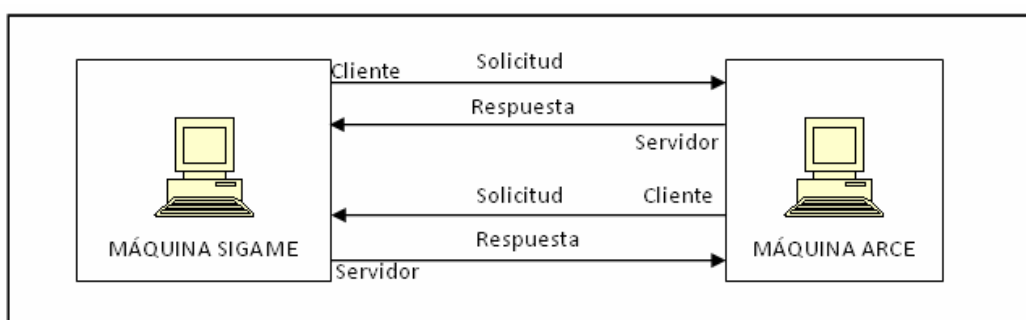 Cliente
Solicitud
Respuesta
Servidor
Solicitud
Cliente
Respuesta
Servidor
MÁQUINA SIGAME
MÁQUINA ARCE